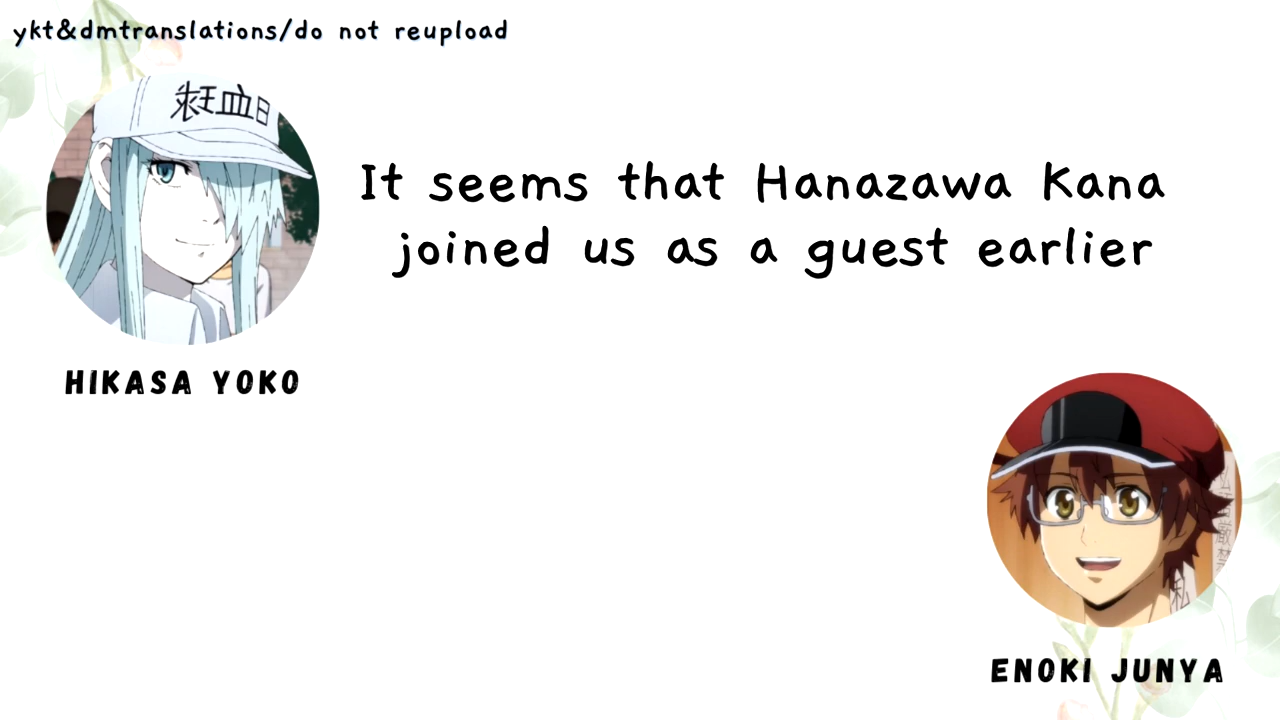 ykt&dmtranslations/do not reupload
It seems that Hanazawa Kana
joined us as a guest earlier
HIKASA YOKO
ENOKI JUNYA